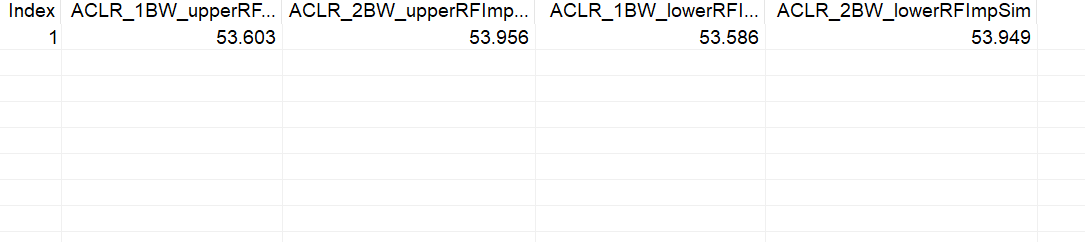 Index ACLR_1BW_upperRF... ACLR_2BW_upperRFImp... ACLR_1BW_lowerRFI... ACLR_2BW_lowerRFImpSim
1 53.603 53.956 53.586 53.949